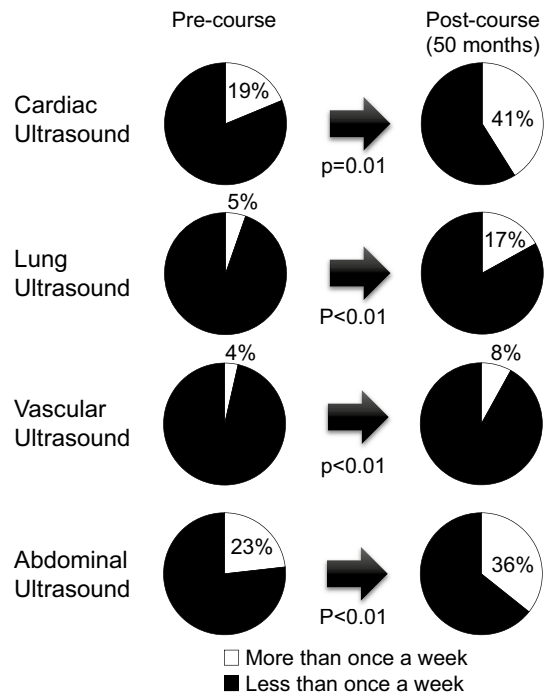 Pre-course
Post-course
(50 months)
Cardiac
Ultrasound
19%
p=0.01
41%
Lung
Ultrasound
5%
P<0.01
17%
Vascular
Ultrasound
4%
p<0.01
8%
Abdominal
Ultrasound
23%
P<0.01
36%
More than once a week
Less than once a week